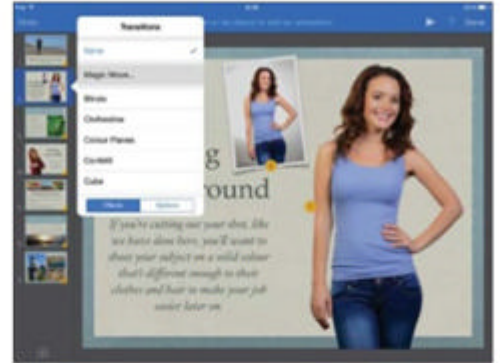 Transitions
None
Magic Move...
Blinds
Clothesline
Colour Planes
Confetti
Cube
Effects Options
Done
g
round
If you're cutting out your shot, like
we have done here, you'll want to
shoot your subject on a solid colour
that's different enough to their
clothes and hair to make your job
easier later on.